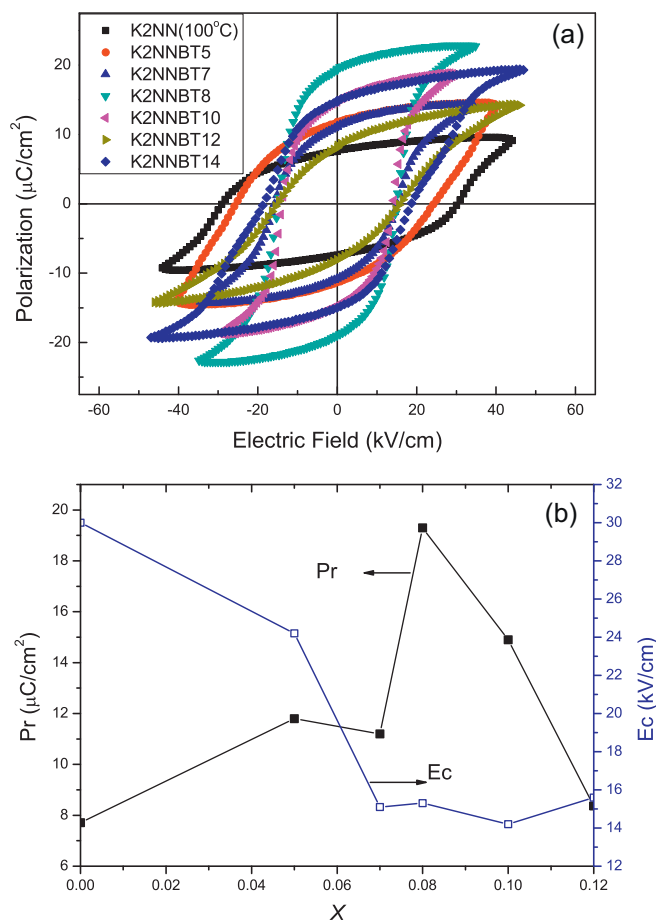 K2NN(100°C)
K2NNBT5
K2NNBT7
K2NNBT8
K2NNBT10
K2NNBT12
K2NNBT14
(a)
20
10
0
-10
-20
Polarization (μC/cm²)
-60 -40 -20 0 20 40 60
Electric Field (kV/cm)
(b)
20
18
16
14
12
10
8
6
Pr (μC/cm²)
Pr
Ec
32
30
28
26
24
22
20
18
16
14
12
Ec (kV/cm)
0.00 0.02 0.04 0.06 0.08 0.10 0.12
X